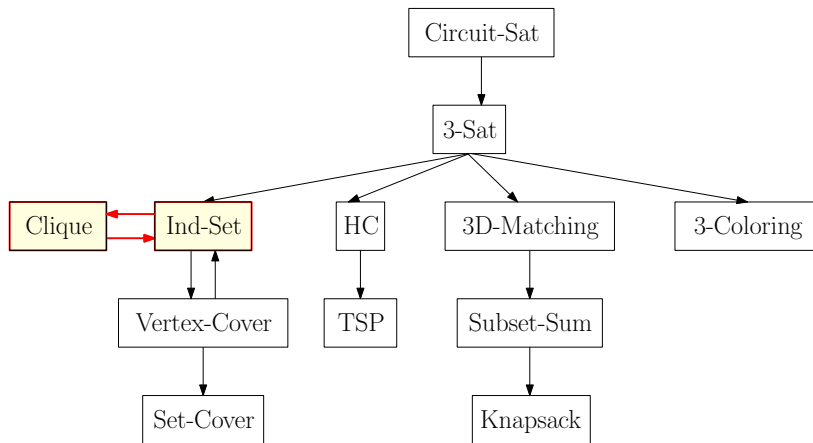 Circuit-Sat
3-Sat
Clique
Ind-Set
HC
3D-Matching
3-Coloring
Vertex-Cover
TSP
Subset-Sum
Set-Cover
Knapsack